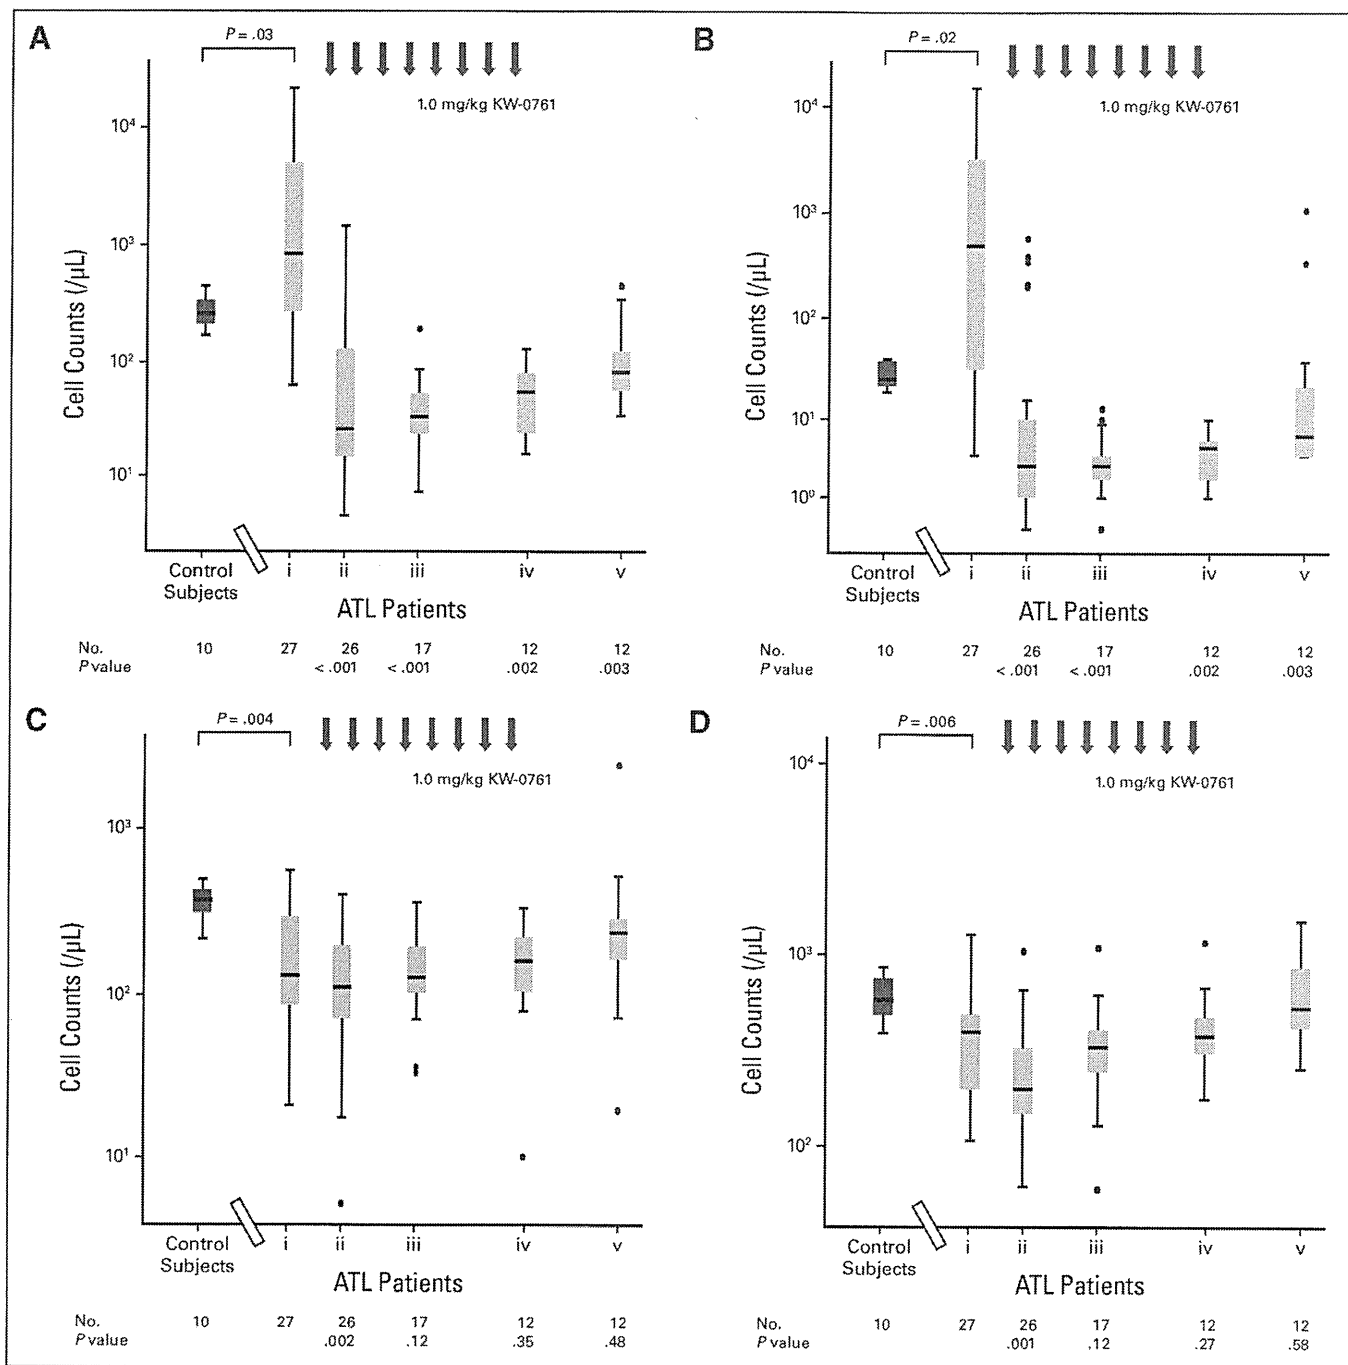 A
P = .03
1.0 mg/kg KW-0761
10⁴
10³
10²
10¹
Cell Counts (/μL)
Control Subjects
i ii iii iv v
ATL Patients
No. 10 27 26 17 12 12
P value < .001 < .001 .002 .003
B
P = .02
1.0 mg/kg KW-0761
10⁴
10³
10²
10¹
10⁰
Cell Counts (/μL)
Control Subjects
i ii iii iv v
ATL Patients
No. 10 27 26 17 12 12
P value < .001 < .001 .002 .003
C
P = .004
1.0 mg/kg KW-0761
10³
10²
10¹
Cell Counts (/μL)
Control Subjects
i ii iii iv v
ATL Patients
No. 10 27 26 17 12 12
P value .002 .12 .35 .48
D
P = .006
1.0 mg/kg KW-0761
10⁴
10³
10²
Cell Counts (/μL)
Control Subjects
i ii iii iv v
ATL Patients
No. 10 27 26 17 12 12
P value .001 .12 .27 .58